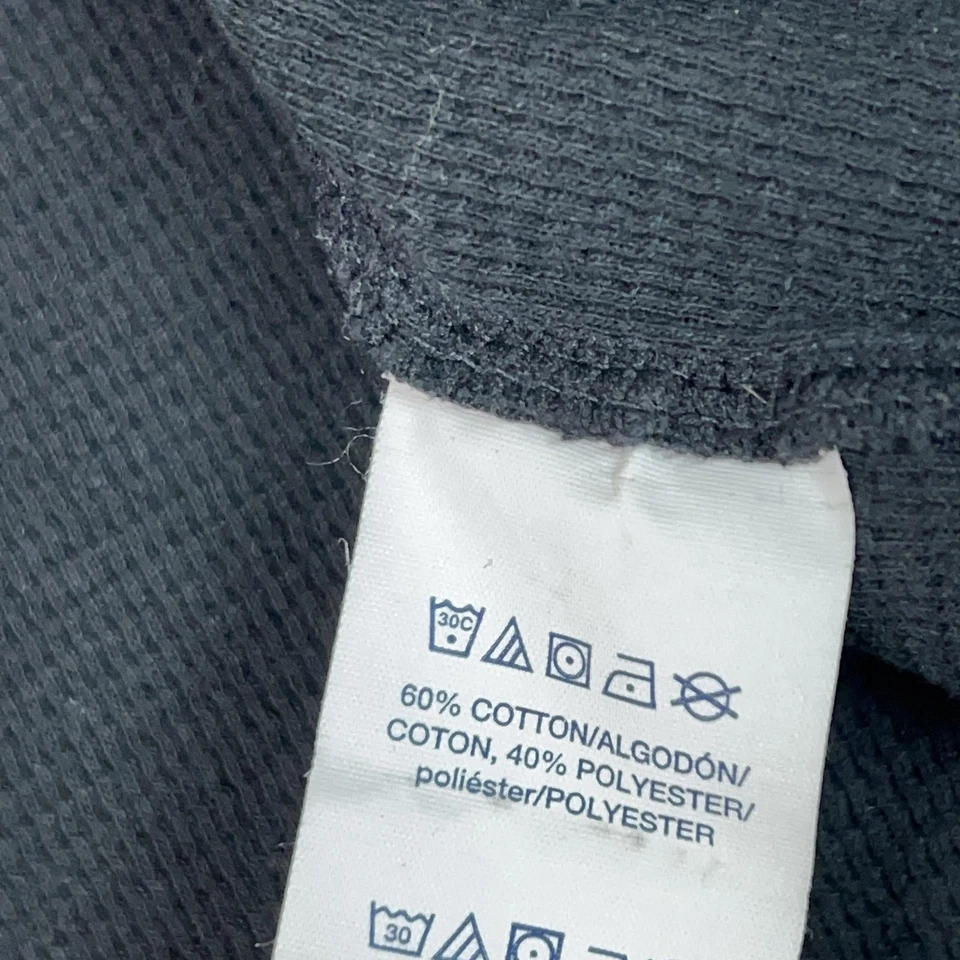 30C
60% COTTON/ALGODÓN/
COTON, 40% POLYESTER/
poliéster/POLYESTER
30